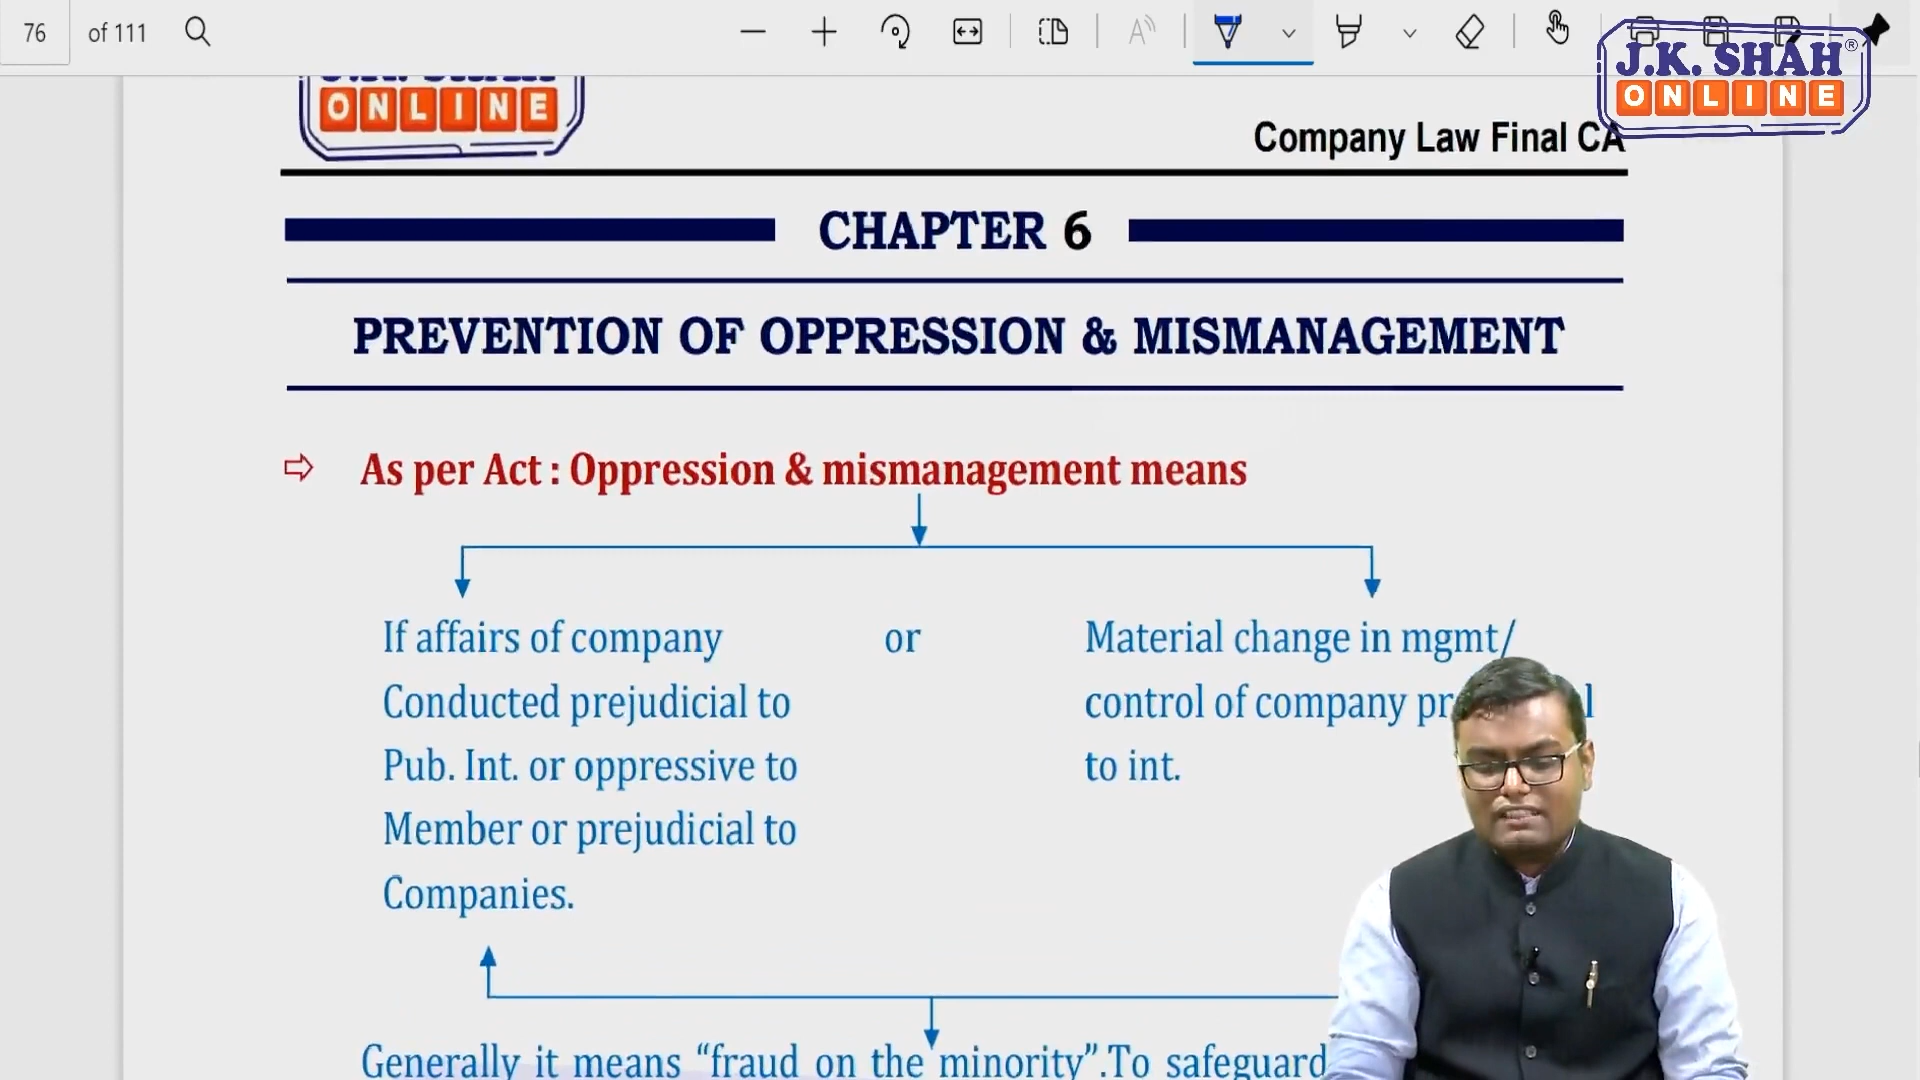 76 of 111
J.K. SHAH®
ONLINE
ONLINE
Company Law Final CA
CHAPTER 6
PREVENTION OF OPPRESSION & MISMANAGEMENT
As per Act : Oppression & mismanagement means
If affairs of company
Conducted prejudicial to
Pub. Int. or oppressive to
Member or prejudicial to
Companies.
or
Material change in mgmt/
control of company
to int.
Generally it means “fraud on the minority”.To safeguard